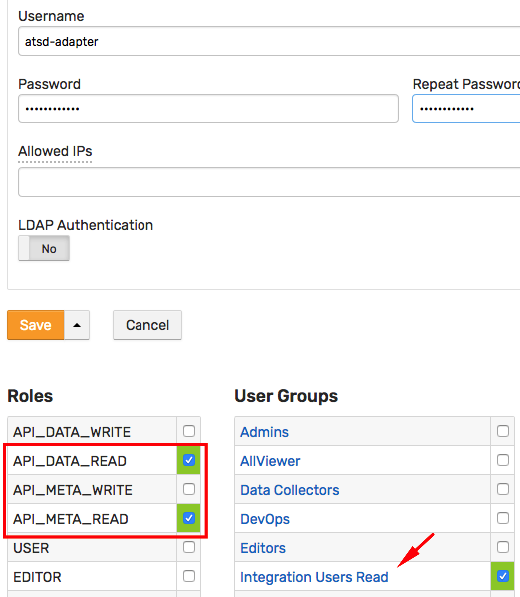 Username
atsd-adapter
Password Repeat Password
•••••••••••• ••••••••••••
Allowed IPs
LDAP Authentication
No
Save Cancel
Roles User Groups
API_DATA_WRITE Admins
API_DATA_READ AllViewer
API_META_WRITE Data Collectors
API_META_READ DevOps
USER Editors
EDITOR Integration Users Read